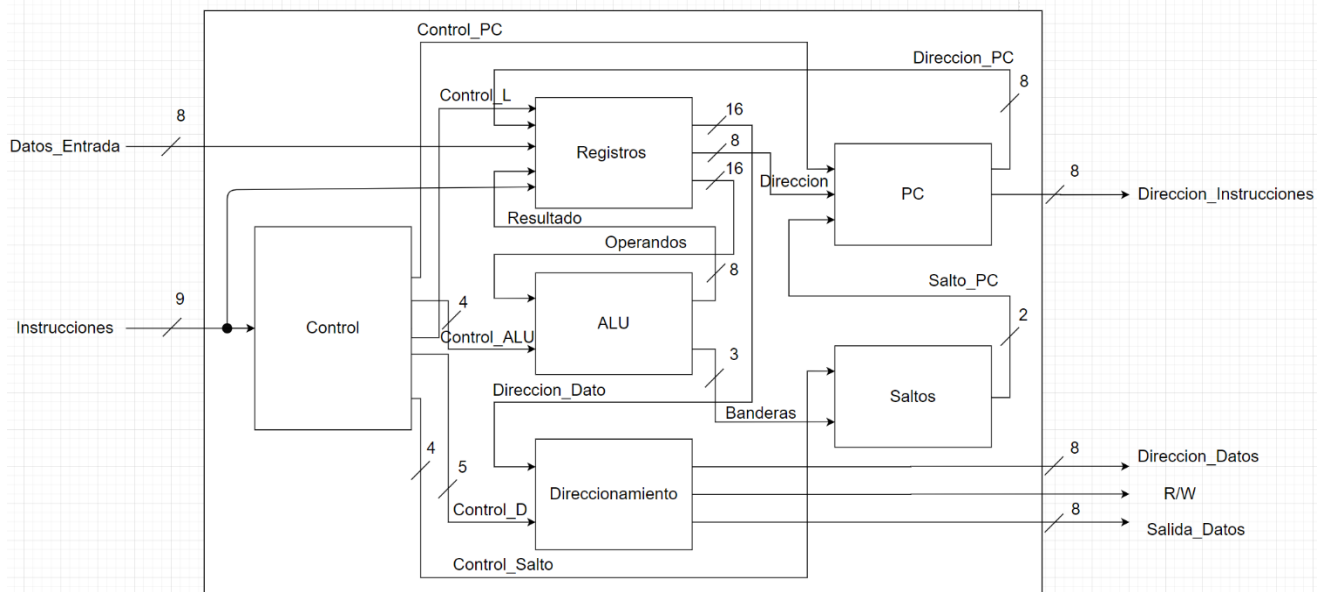 Control_PC
Direccion_PC
8
Control_L
8
16
Datos_Entrada
8
Registros
16
Direccion
PC
8
Direccion_Instrucciones
Resultado
Operandos
8
Salto_PC
9
4
Instrucciones
Control
ALU
2
Control_ALU
3
Direccion_Dato
Banderas
Saltos
4
5
8
Direccion_Datos
Direccionamiento
R/W
Control_D
8
Salida_Datos
Control_Salto